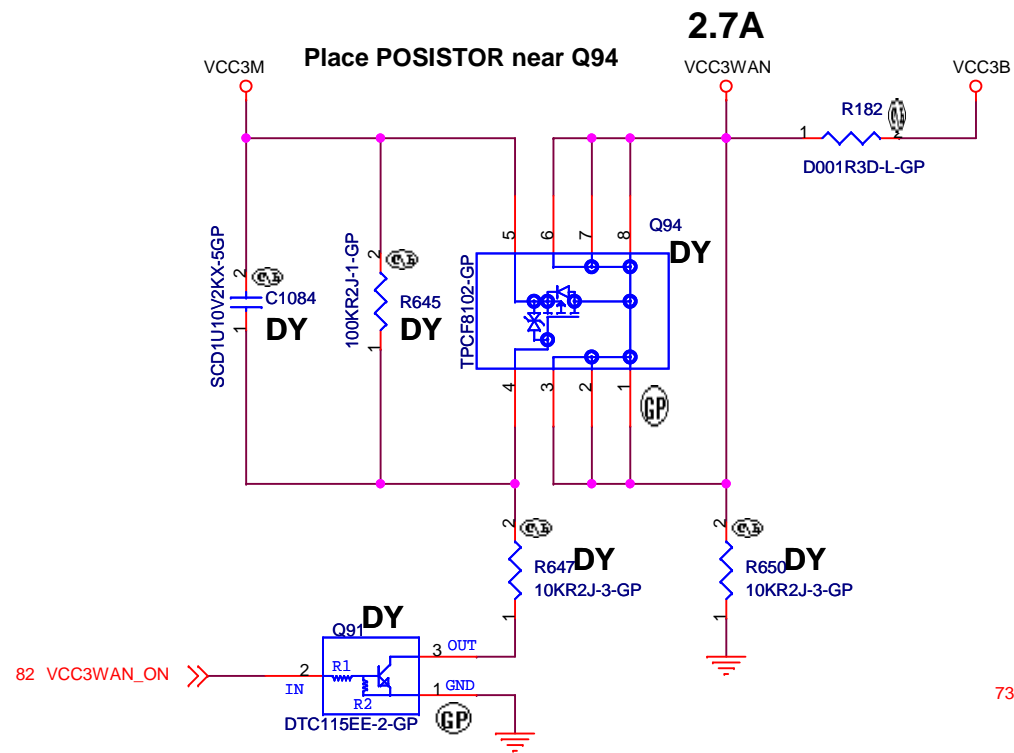 2.7A
Place POSISTOR near Q94
VCC3M
VCC3WAN
VCC3B
R182
1
2
D001R3D-L-GP
5
6
7
8
Q94
DY
TPCF8102-GP
SCD1U10V2KX-5GP
2
C1084
DY
1
100KR2J-1-GP
2
R645
DY
1
4
3
2
1
GP
2
R647
DY
10KR2J-3-GP
1
2
R650
DY
10KR2J-3-GP
1
Q91
DY
3
OUT
82
VCC3WAN_ON
2
IN
R1
R2
1
GND
DTC115EE-2-GP
GP
73